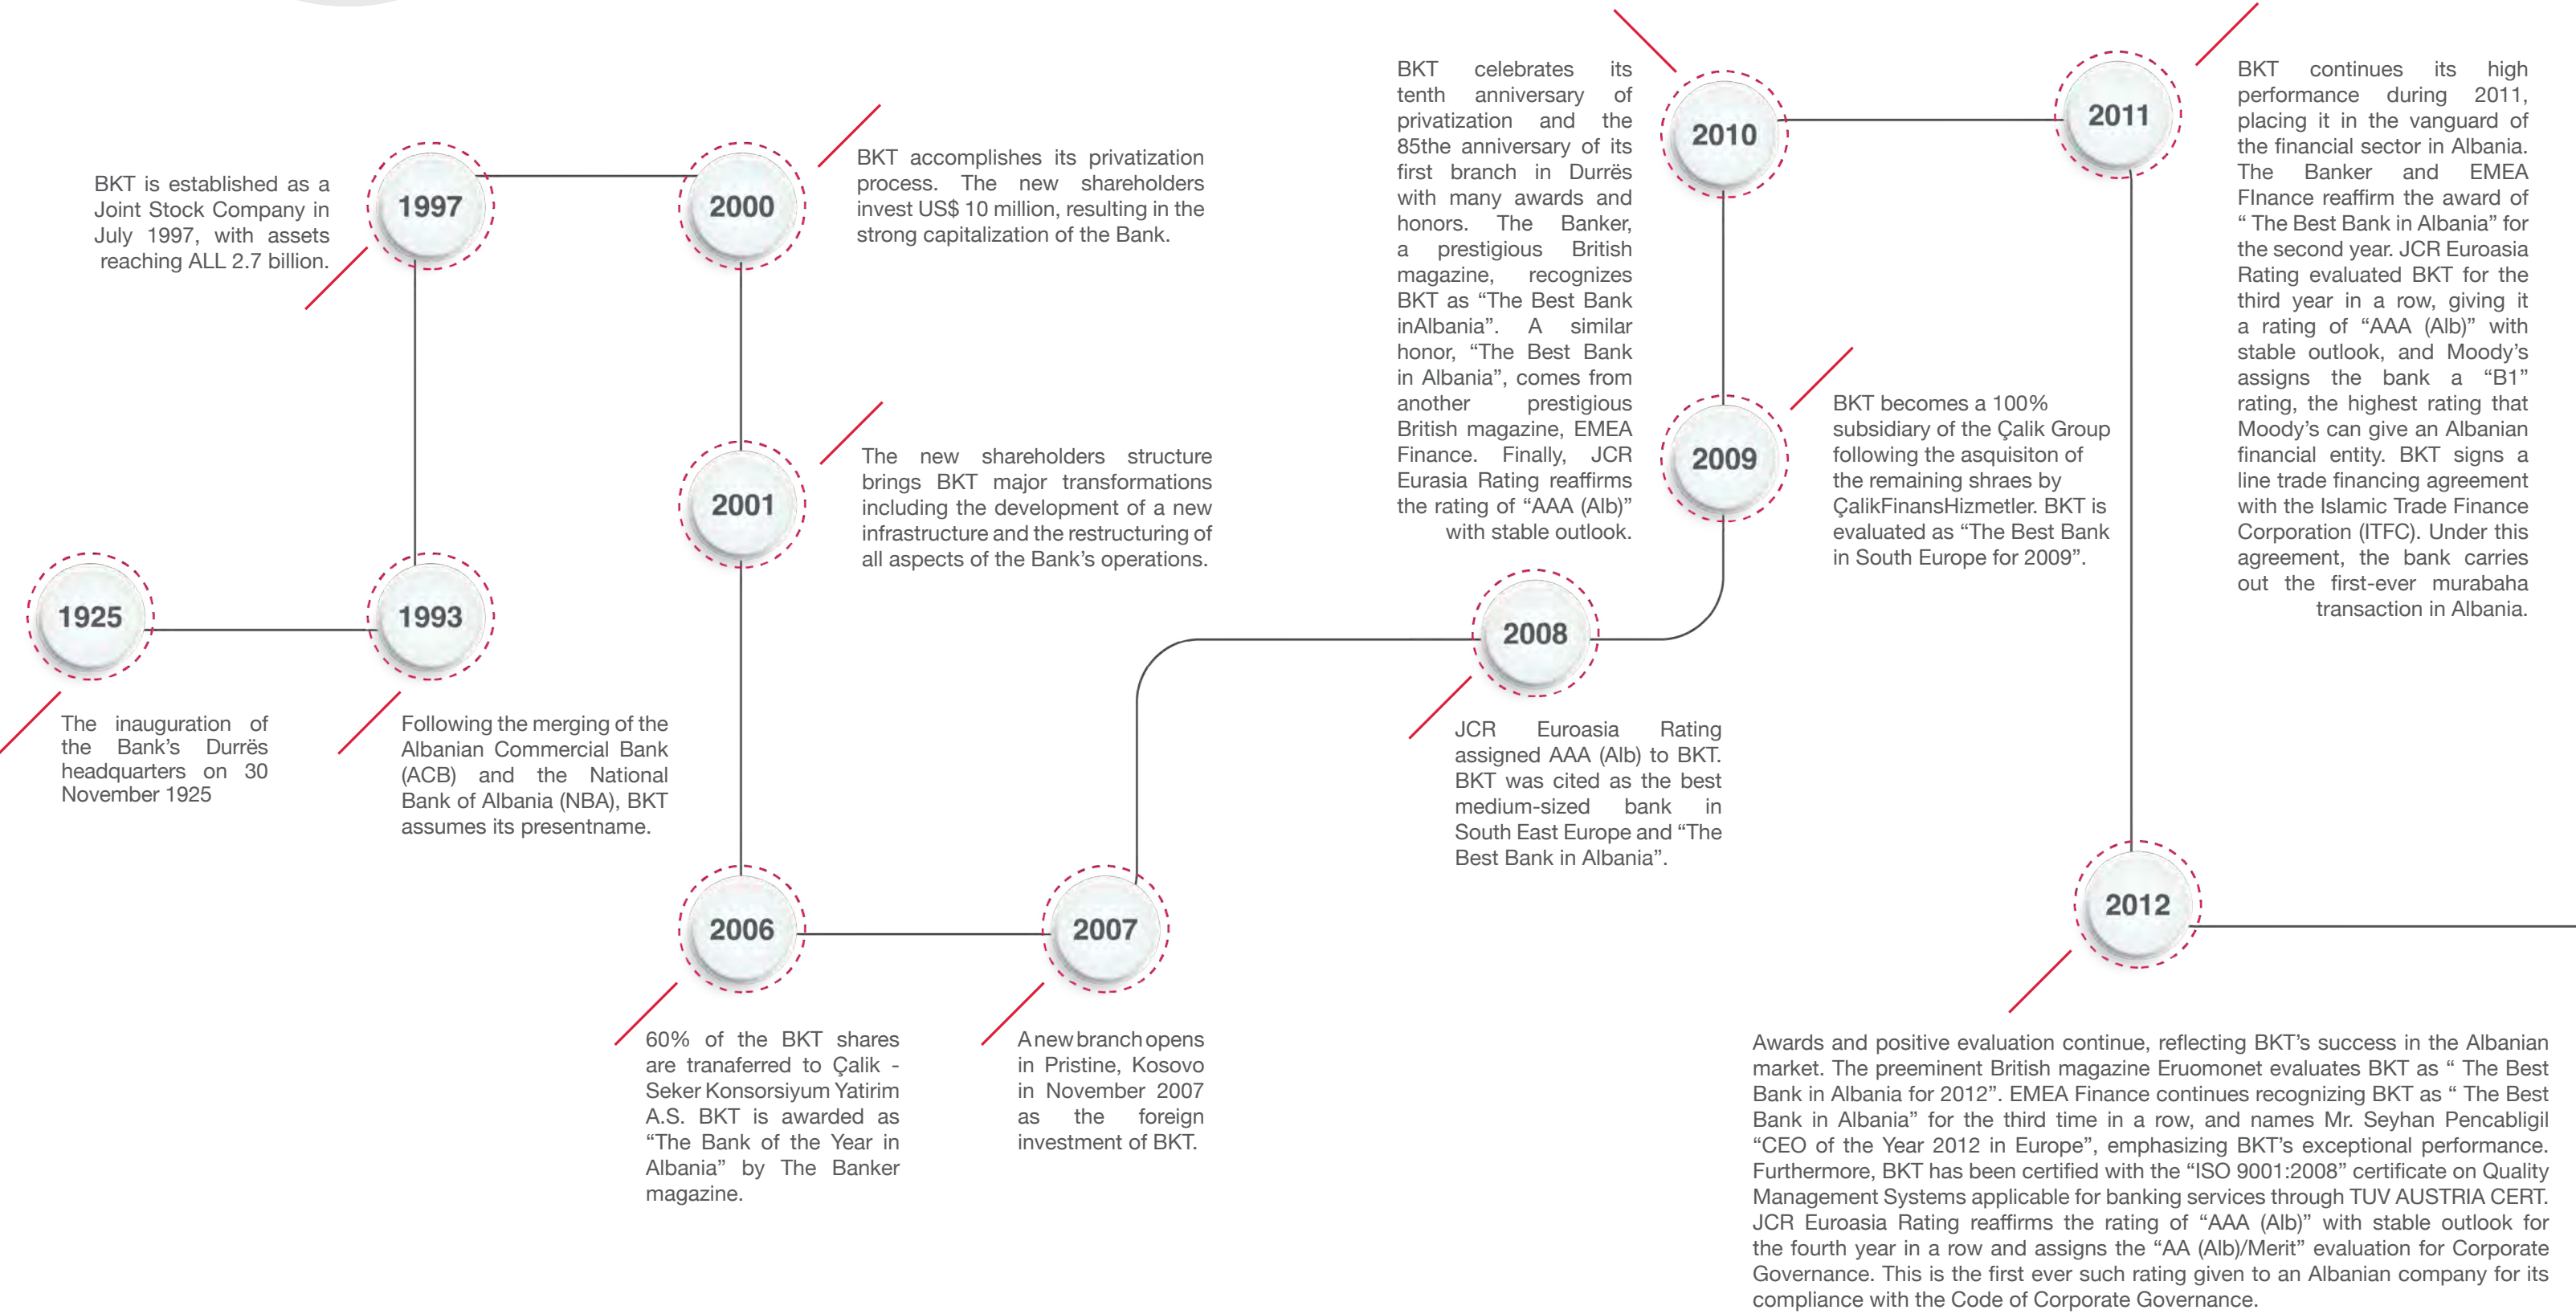 1925
The inauguration of
the Bank's Durrës
headquarters on 30
November 1925
1993
Following the merging of the
Albanian Commercial Bank
(ACB) and the National
Bank of Albania (NBA), BKT
assumes its presentname.
1997
BKT is established as a
Joint Stock Company in
July 1997, with assets
reaching ALL 2.7 billion.
2000
BKT accomplishes its privatization
process. The new shareholders
invest US$ 10 million, resulting in the
strong capitalization of the Bank.
2001
The new shareholders structure
brings BKT major transformations
including the development of a new
infrastructure and the restructuring of
all aspects of the Bank's operations.
2006
60% of the BKT shares
are tranaferred to Çalik -
Seker Konsorsiyum Yatirim
A.S. BKT is awarded as
“The Bank of the Year in
Albania” by The Banker
magazine.
2007
A new branch opens
in Pristine, Kosovo
in November 2007
as the foreign
investment of BKT.
2008
JCR Euroasia Rating
assigned AAA (Alb) to BKT.
BKT was cited as the best
medium-sized bank in
South East Europe and “The
Best Bank in Albania”.
2009
BKT becomes a 100%
subsidiary of the Çalik Group
following the asquisiton of
the remaining shraes by
ÇalikFinansHizmetler. BKT is
evaluated as “The Best Bank
in South Europe for 2009”.
2010
BKT celebrates its
tenth anniversary of
privatization and the
85the anniversary of its
first branch in Durrës
with many awards and
honors. The Banker,
a prestigious British
magazine, recognizes
BKT as “The Best Bank
inAlbania”. A similar
honor, “The Best Bank
in Albania”, comes from
another prestigious
British magazine, EMEA
Finance. Finally, JCR
Eurasia Rating reaffirms
the rating of “AAA (Alb)”
with stable outlook.
2011
BKT continues its high
performance during 2011,
placing it in the vanguard of
the financial sector in Albania.
The Banker and EMEA
FInance reaffirm the award of
“ The Best Bank in Albania” for
the second year. JCR Euroasia
Rating evaluated BKT for the
third year in a row, giving it
a rating of “AAA (Alb)” with
stable outlook, and Moody's
assigns the bank a “B1”
rating, the highest rating that
Moody's can give an Albanian
financial entity. BKT signs a
line trade financing agreement
with the Islamic Trade Finance
Corporation (ITFC). Under this
agreement, the bank carries
out the first-ever murabaha
transaction in Albania.
2012
Awards and positive evaluation continue, reflecting BKT's success in the Albanian
market. The preeminent British magazine Eruomonet evaluates BKT as “ The Best
Bank in Albania for 2012”. EMEA Finance continues recognizing BKT as “ The Best
Bank in Albania” for the third time in a row, and names Mr. Seyhan Pencabligil
“CEO of the Year 2012 in Europe”, emphasizing BKT's exceptional performance.
Furthermore, BKT has been certified with the “ISO 9001:2008” certificate on Quality
Management Systems applicable for banking services through TUV AUSTRIA CERT.
JCR Euroasia Rating reaffirms the rating of “AAA (Alb)” with stable outlook for
the fourth year in a row and assigns the “AA (Alb)/Merit” evaluation for Corporate
Governance. This is the first ever such rating given to an Albanian company for its
compliance with the Code of Corporate Governance.